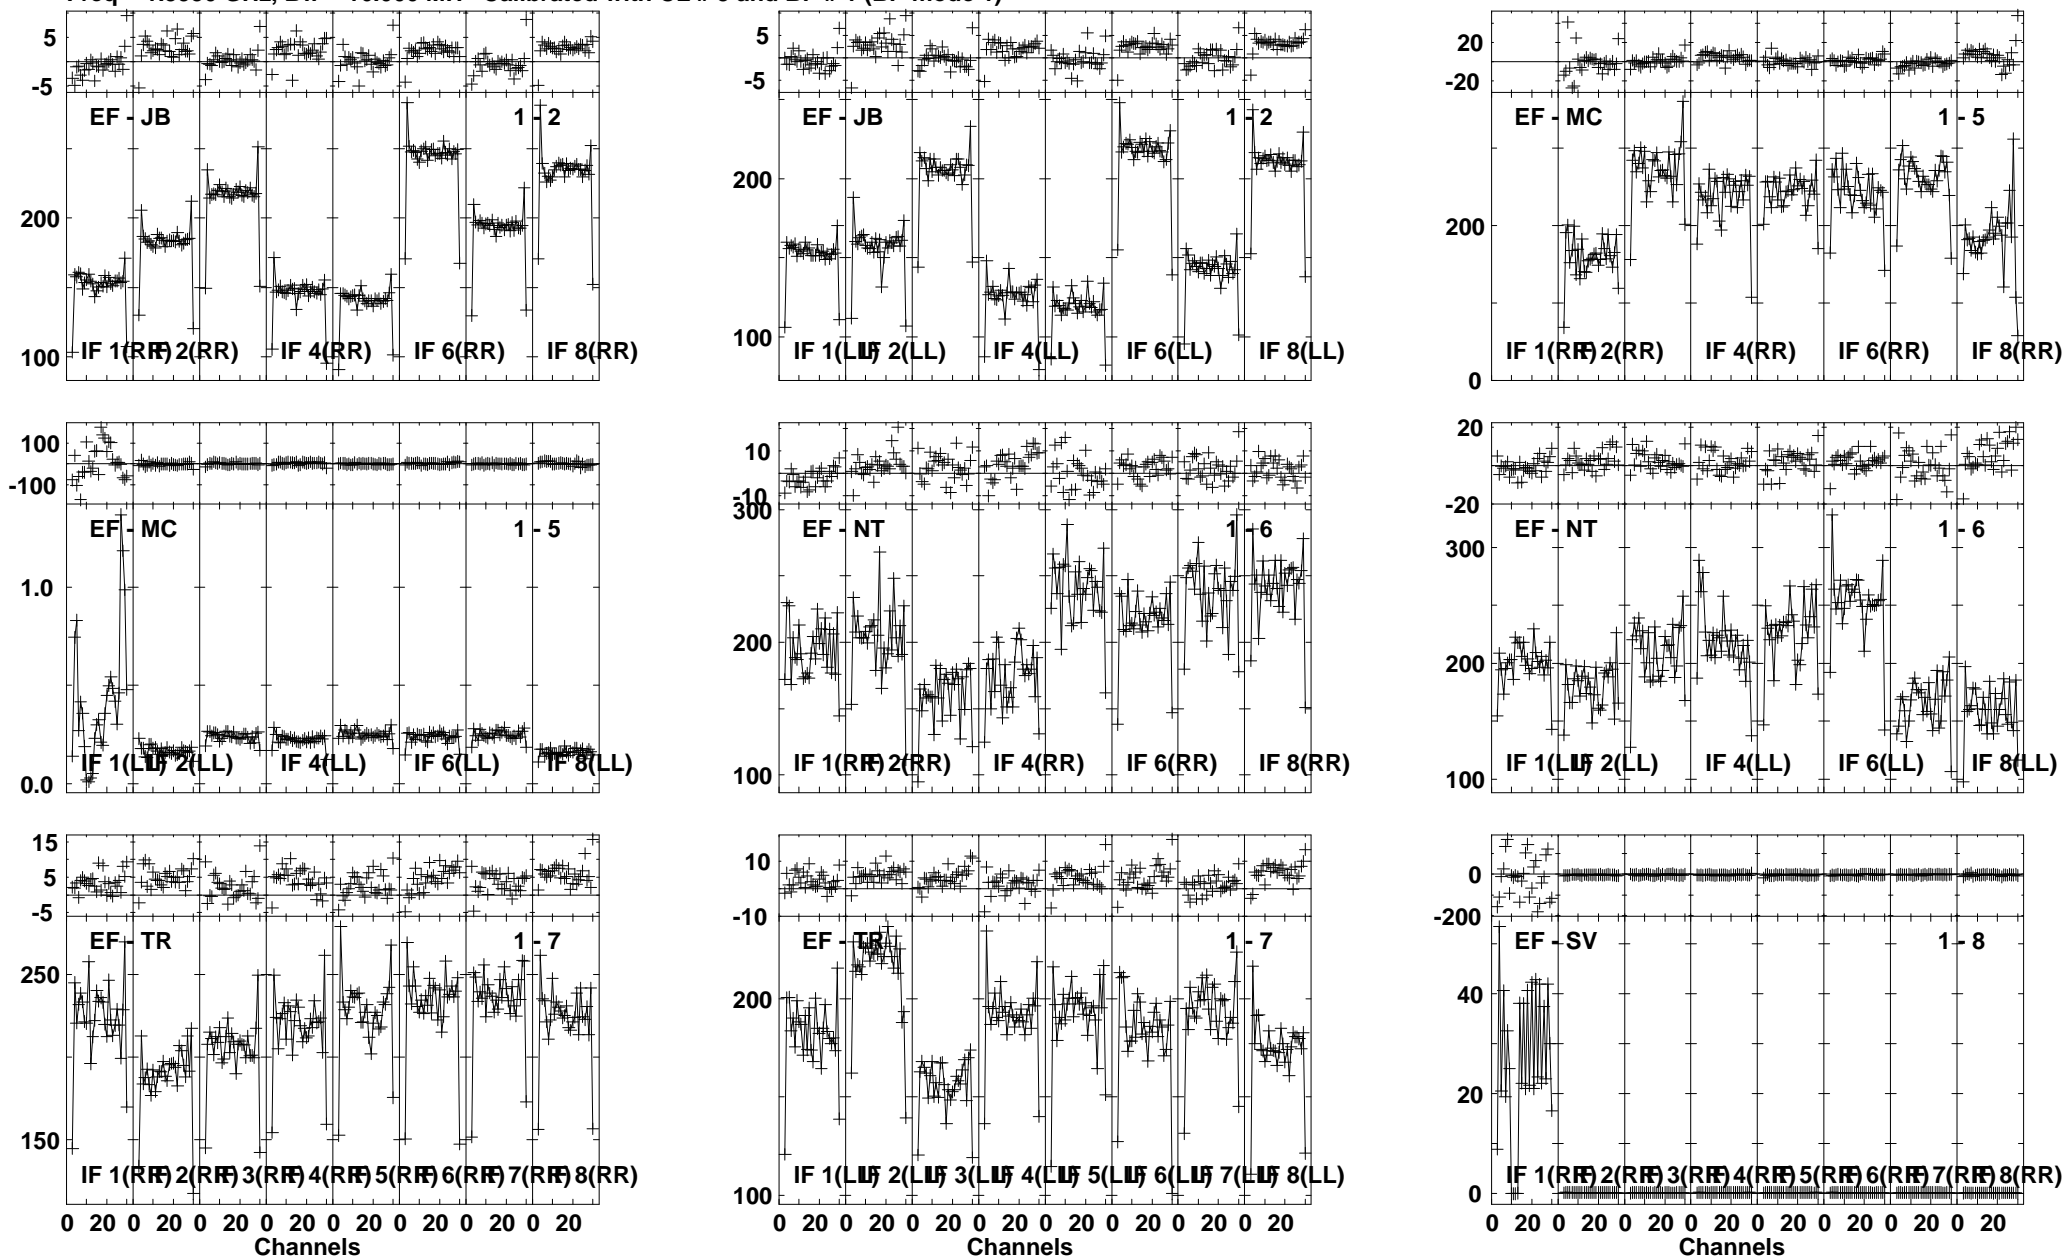 5
-5
EF - JB
1 - 2
200
100
IF 1(RR) IF 2(RR) IF 4(RR) IF 6(RR) IF 8(RR)
5
-5
EF - JB
1 - 2
200
100
IF 1(LL) IF 2(LL) IF 4(LL) IF 6(LL) IF 8(LL)
20
-20
EF - MC
1 - 5
200
0
IF 1(RR) IF 2(RR) IF 4(RR) IF 6(RR) IF 8(RR)
100
-100
EF - MC
1 - 5
1.0
0.0
IF 1(LL) IF 2(LL) IF 4(LL) IF 6(LL) IF 8(LL)
10
-10
300
EF - NT
1 - 6
200
100
IF 1(RR) IF 2(RR) IF 4(RR) IF 6(RR) IF 8(RR)
20
-20
EF - NT
1 - 6
300
200
100
IF 1(LL) IF 2(LL) IF 4(LL) IF 6(LL) IF 8(LL)
15
5
-5
EF - TR
1 - 7
250
150
IF 1(RR) IF 2(RR) IF 3(RR) IF 4(RR) IF 5(RR) IF 6(RR) IF 7(RR) IF 8(RR)
0 20 0 20 0 20 0 20 0 20 0 20 0 20 0 20
Channels
10
-10
EF - TR
1 - 7
200
100
IF 1(LL) IF 2(LL) IF 3(LL) IF 4(LL) IF 5(LL) IF 6(LL) IF 7(LL) IF 8(LL)
0 20 0 20 0 20 0 20 0 20 0 20 0 20 0 20
Channels
0
-200
EF - SV
1 - 8
40
20
0
IF 1(RR) IF 2(RR) IF 3(RR) IF 4(RR) IF 5(RR) IF 6(RR) IF 7(RR) IF 8(RR)
0 20 0 20 0 20 0 20 0 20 0 20 0 20 0 20
Channels